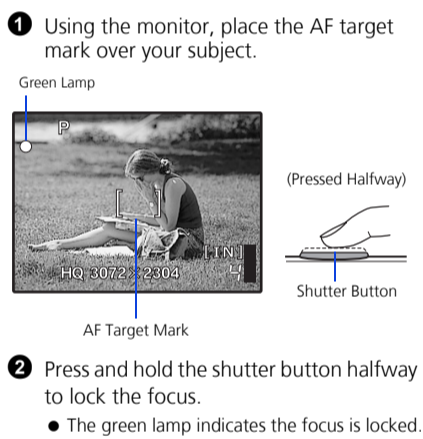 1 Using the monitor, place the AF target
mark over your subject.
Green Lamp
P
[IN]
HQ 3072×2304 4
AF Target Mark
(Pressed Halfway)
Shutter Button
2 Press and hold the shutter button halfway
to lock the focus.
● The green lamp indicates the focus is locked.